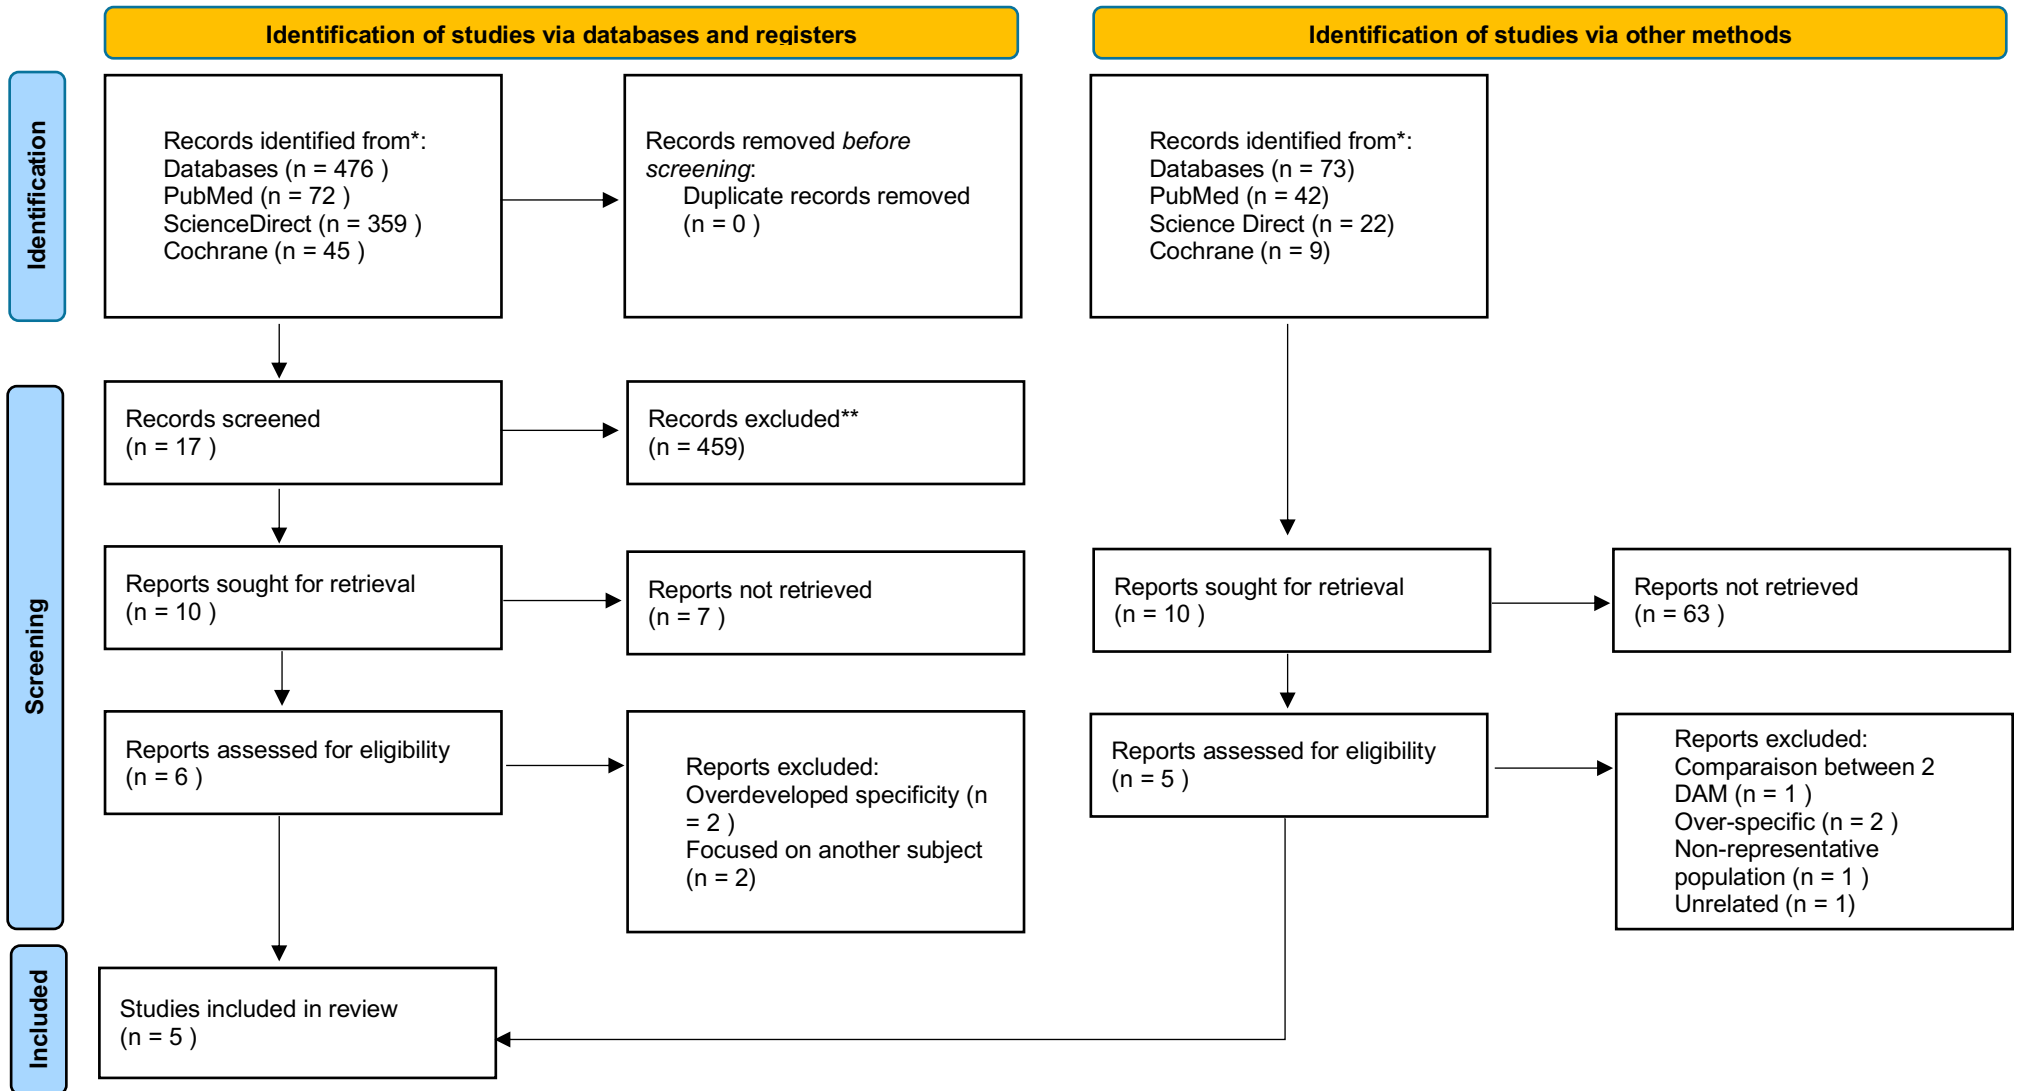 Identification of studies via databases and registers
Identification of studies via other methods
Identification
Records identified from*:
Databases (n = 476 )
PubMed (n = 72 )
ScienceDirect (n = 359 )
Cochrane (n = 45 )
Records removed before
screening:
Duplicate records removed
(n = 0 )
Records identified from*:
Databases (n = 73)
PubMed (n = 42)
Science Direct (n = 22)
Cochrane (n = 9)
Screening
Records screened
(n = 17 )
Records excluded**
(n = 459)
Reports sought for retrieval
(n = 10 )
Reports not retrieved
(n = 7 )
Reports sought for retrieval
(n = 10 )
Reports not retrieved
(n = 63 )
Reports assessed for eligibility
(n = 6 )
Reports excluded:
Overdeveloped specificity (n
= 2 )
Focused on another subject
(n = 2)
Reports assessed for eligibility
(n = 5 )
Reports excluded:
Comparaison between 2
DAM (n = 1 )
Over-specific (n = 2 )
Non-representative
population (n = 1 )
Unrelated (n = 1)
Included
Studies included in review
(n = 5 )